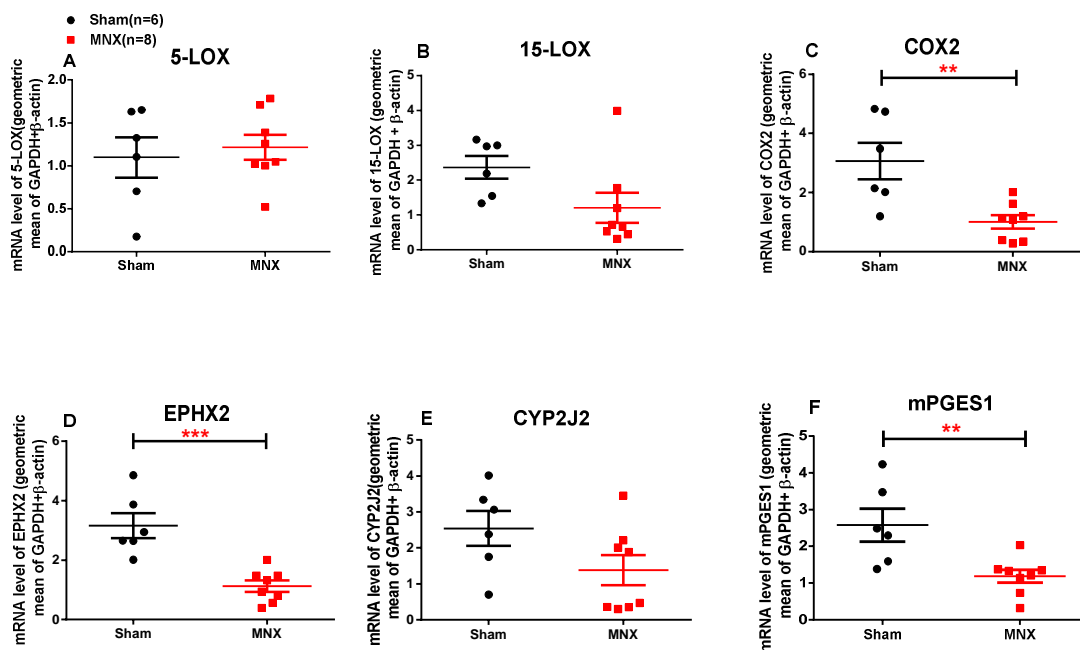 Sham(n=6)
MNX(n=8)
A
5-LOX
mRNA level of 5-LOX(geometric
mean of GAPDH+β-actin)
2.0
1.5
1.0
0.5
0.0
Sham
MNX
B
15-LOX
mRNA level of 15-LOX (geometric
mean of GAPDH + β-actin)
5
4
3
2
1
0
Sham
MNX
C
COX2
**
mRNA level of COX2 (geometric
mean of GAPDH+ β-actin)
6
4
2
0
Sham
MNX
D
EPHX2
***
mRNA level of EPHX2 (geometric
mean of GAPDH+β-actin)
6
4
2
0
Sham
MNX
E
CYP2J2
mRNA level of CYP2J2(geometric
mean of GAPDH+ β-actin)
5
4
3
2
1
0
Sham
MNX
F
mPGES1
**
mRNA level of mPGES1 (geometric
mean of GAPDH+ β-actin)
5
4
3
2
1
0
Sham
MNX